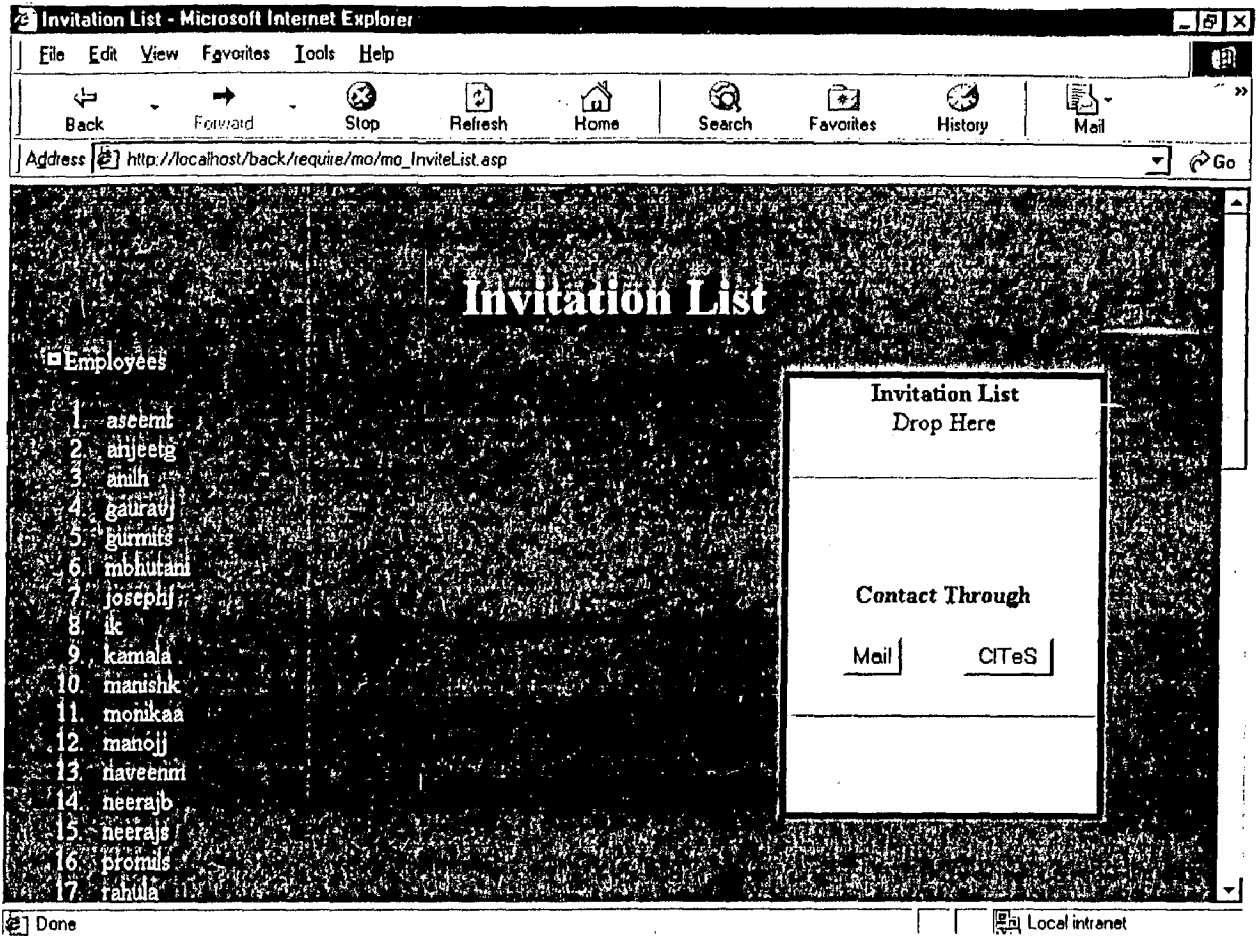 Invitation List - Microsoft Internet Explorer
File Edit View Favorites Tools Help
Back Forward Stop Refresh Home Search Favorites History Mail
Address http://localhost/back/require/mo/mo_InviteList.asp Go
Invitation List
Employees
1. aseemt
2. arijeetg
3. anilh
4. gauravj
5. gurmits
6. mbhutani
7. josephj
8. ik
9. kamala
10. manishk
11. monikaa
12. manojj
13. naveenm
14. neerajb
15. neerajs
16. promils
17. rahula
Invitation List
Drop Here
Contact Through
Mail CITeS
Done Local intranet